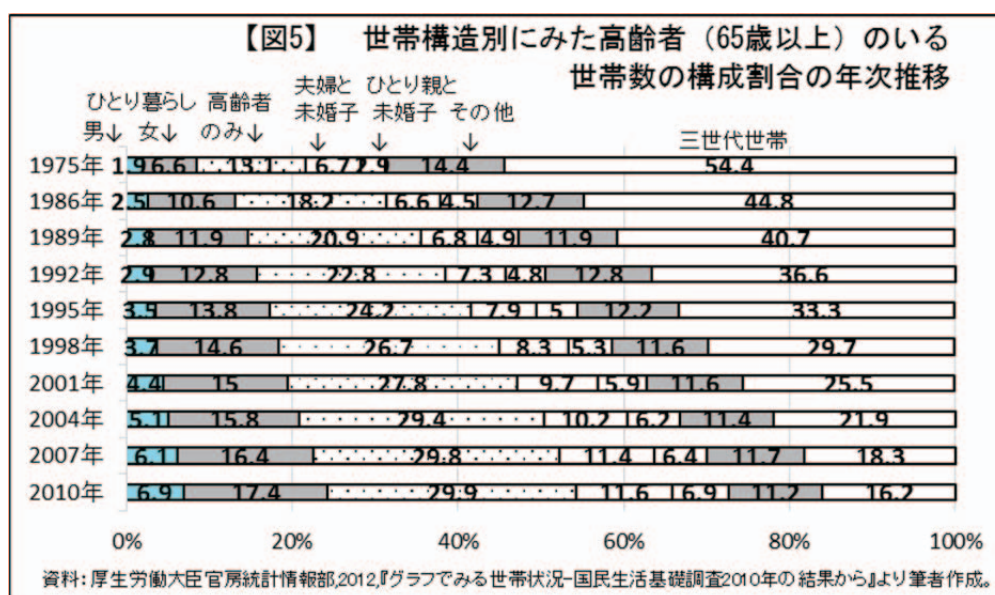 【図5】 世帯構造別にみた高齢者（65歳以上）のいる
世帯数の構成割合の年次推移
ひとり暮らし 高齢者 夫婦と ひとり親と
男↓ 女↓ のみ↓ 未婚子 未婚子 その他 三世代世帯
↓ ↓ ↓
1975年 1.9 6.6 13.1 6.7 2.9 14.4 54.4
1986年 2.5 10.6 18.2 6.6 4.5 12.7 44.8
1989年 2.8 11.9 20.9 6.8 4.9 11.9 40.7
1992年 2.9 12.8 22.8 7.3 4.8 12.8 36.6
1995年 3.5 13.8 24.2 7.9 5 12.2 33.3
1998年 3.7 14.6 26.7 8.3 5.3 11.6 29.7
2001年 4.4 15 27.8 9.7 5.9 11.6 25.5
2004年 5.1 15.8 29.4 10.2 6.2 11.4 21.9
2007年 6.1 16.4 29.8 11.4 6.4 11.7 18.3
2010年 6.9 17.4 29.9 11.6 6.9 11.2 16.2
0% 20% 40% 60% 80% 100%
資料：厚生労働大臣官房統計情報部,2012,『グラフでみる世帯状況-国民生活基礎調査2010年の結果から』より筆者作成。